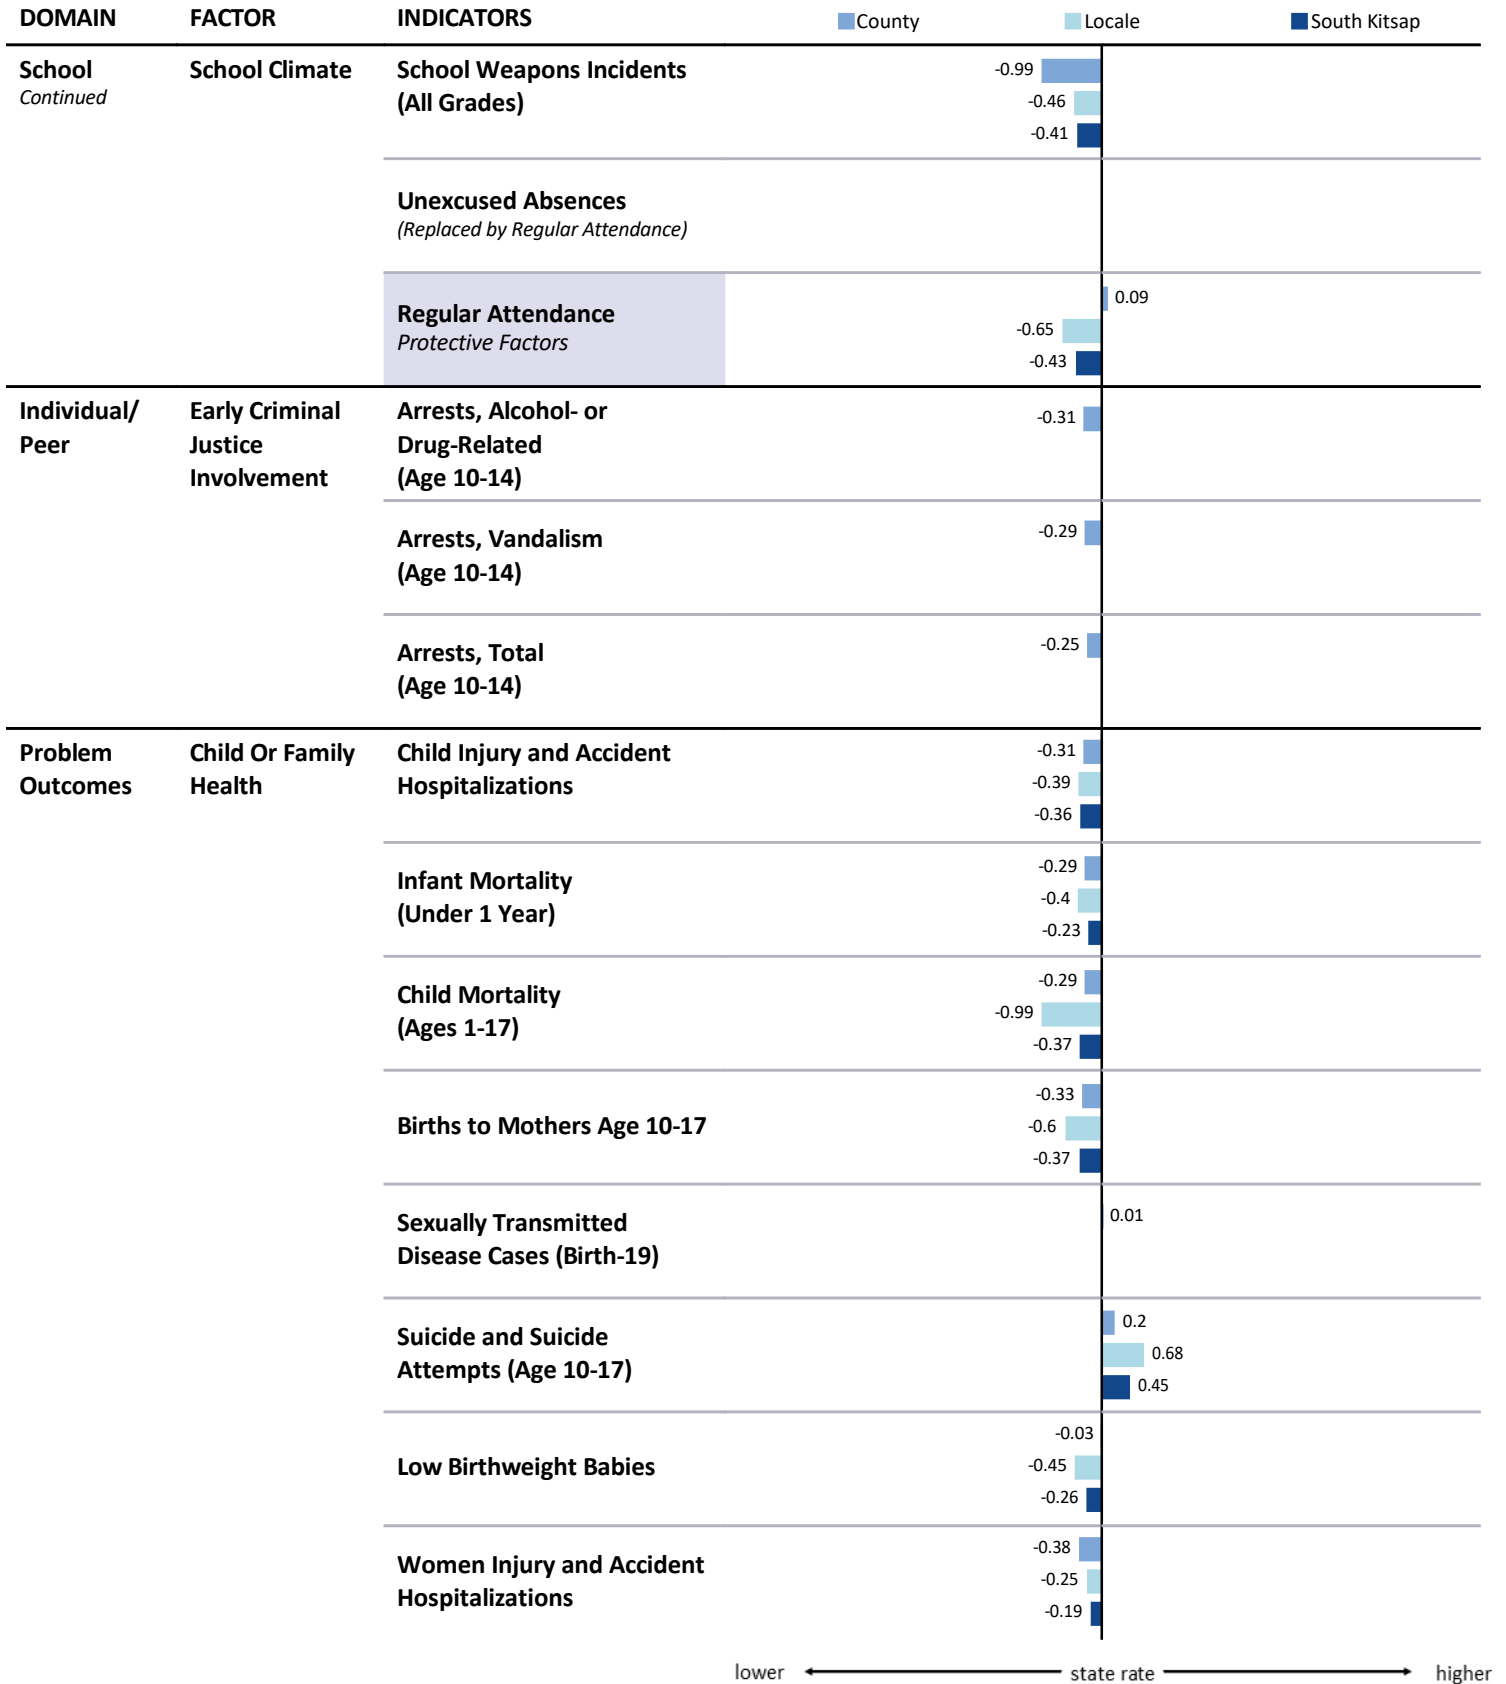 DOMAIN FACTOR INDICATORS County Locale South Kitsap
School School Climate School Weapons Incidents
Continued
(All Grades)
-0.99
-0.46
-0.41
Unexcused Absences
(Replaced by Regular Attendance)
Regular Attendance
Protective Factors
0.09
-0.65
-0.43
Individual/
Peer
Early Criminal
Justice
Involvement
Arrests, Alcohol- or
Drug-Related
(Age 10-14)
-0.31
Arrests, Vandalism
(Age 10-14)
-0.29
Arrests, Total
(Age 10-14)
-0.25
Problem
Outcomes
Child Or Family
Health
Child Injury and Accident
Hospitalizations
-0.31
-0.39
-0.36
Infant Mortality
(Under 1 Year)
-0.29
-0.4
-0.23
Child Mortality
(Ages 1-17)
-0.29
-0.99
-0.37
Births to Mothers Age 10-17
-0.33
-0.6
-0.37
Sexually Transmitted
Disease Cases (Birth-19)
0.01
Suicide and Suicide
Attempts (Age 10-17)
0.2
0.68
0.45
Low Birthweight Babies
-0.03
-0.45
-0.26
Women Injury and Accident
Hospitalizations
-0.38
-0.25
-0.19
lower state rate higher